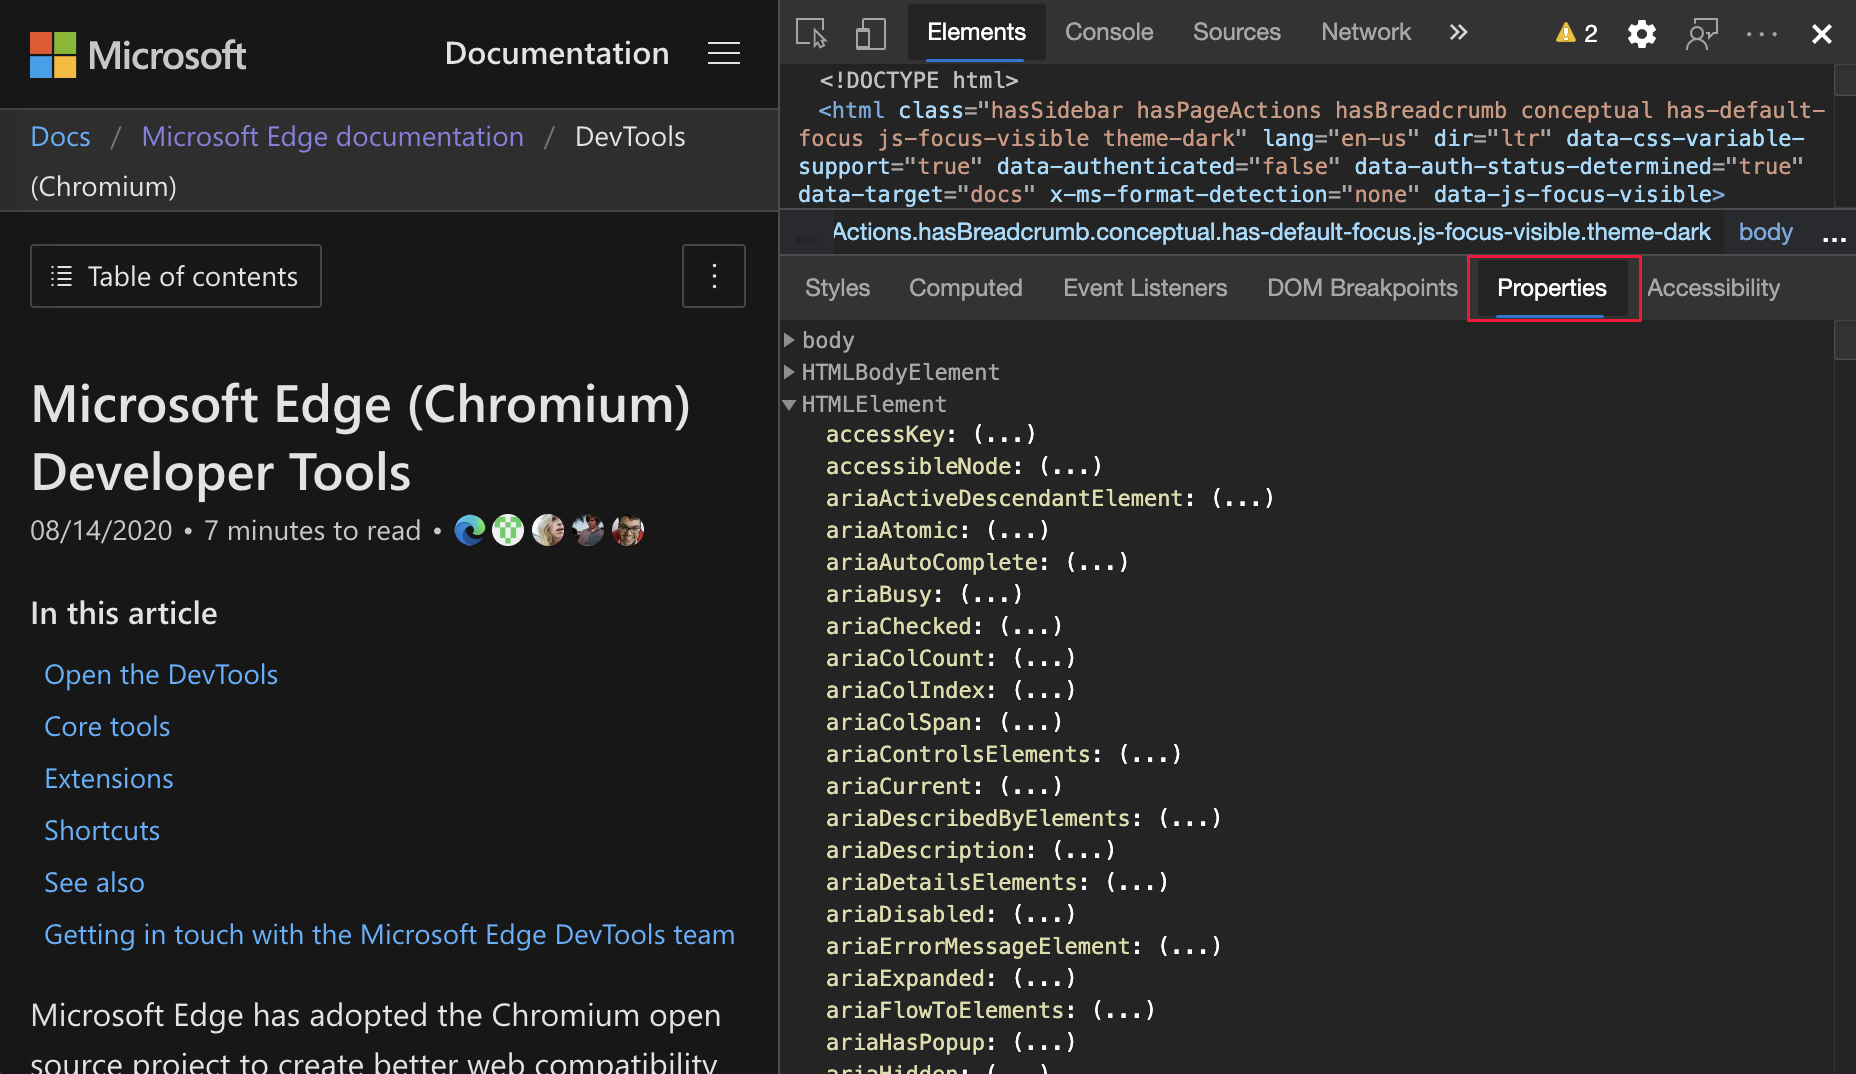 Microsoft
Documentation
Docs / Microsoft Edge documentation / DevTools
(Chromium)
Table of contents
Microsoft Edge (Chromium)
Developer Tools
08/14/2020 • 7 minutes to read •
In this article
Open the DevTools
Core tools
Extensions
Shortcuts
See also
Getting in touch with the Microsoft Edge DevTools team
Microsoft Edge has adopted the Chromium open
source project to create better web compatibility
Elements Console Sources Network » 2 ···
<!DOCTYPE html>
<html class="hasSidebar hasPageActions hasBreadcrumb conceptual has-default-
focus js-focus-visible theme-dark" lang="en-us" dir="ltr" data-css-variable-
support="true" data-authenticated="false" data-auth-status-determined="true"
data-target="docs" x-ms-format-detection="none" data-js-focus-visible>
... Actions.hasBreadcrumb.conceptual.has-default-focus.js-focus-visible.theme-dark body ...
Styles Computed Event Listeners DOM Breakpoints Properties Accessibility
body
HTMLBodyElement
HTMLElement
accessKey: (...)
accessibleNode: (...)
ariaActiveDescendantElement: (...)
ariaAtomic: (...)
ariaAutoComplete: (...)
ariaBusy: (...)
ariaChecked: (...)
ariaColCount: (...)
ariaColIndex: (...)
ariaColSpan: (...)
ariaControlsElements: (...)
ariaCurrent: (...)
ariaDescribedByElements: (...)
ariaDescription: (...)
ariaDetailsElements: (...)
ariaDisabled: (...)
ariaErrorMessageElement: (...)
ariaExpanded: (...)
ariaFlowToElements: (...)
ariaHasPopup: (...)
ariaHidden: (...)